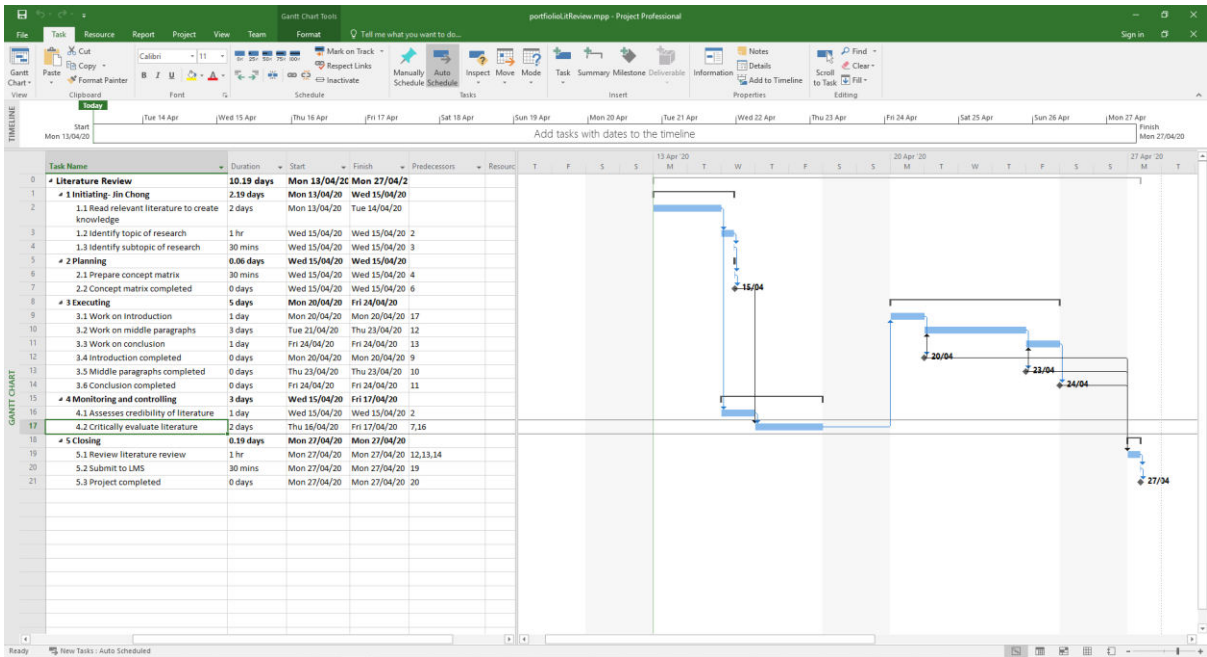 Gantt Chart Tools
portfolioLitReview.mpp - Project Professional
File Task Resource Report Project View Team Format Tell me what you want to do... Sign in
Gantt Chart
View
Paste
Cut
Copy
Format Painter
Clipboard
Calibri 11
B I U A
Font
0% 25% 50% 75% 100%
Mark on Track
Respect Links
Inactivate
Schedule
Manually Schedule
Auto Schedule
Inspect
Move
Mode
Tasks
Task
Summary
Milestone
Deliverable
Insert
Information
Notes
Details
Add to Timeline
Properties
Scroll to Task
Find
Clear
Fill
Editing
TIMELINE
Today
Tue 14 Apr Wed 15 Apr Thu 16 Apr Fri 17 Apr Sat 18 Apr Sun 19 Apr Mon 20 Apr Tue 21 Apr Wed 22 Apr Thu 23 Apr Fri 24 Apr Sat 25 Apr Sun 26 Apr Mon 27 Apr
Start
Mon 13/04/20
Add tasks with dates to the timeline
Finish
Mon 27/04/20
GANTT CHART
Task Name Duration Start Finish Predecessors Resourc
13 Apr '20 20 Apr '20 27 Apr '20
T F S S M T W T F S S M T W T F S S M T
0 Literature Review 10.19 days Mon 13/04/20 Mon 27/04/2
1 1 Initiating- Jin Chong 2.19 days Mon 13/04/20 Wed 15/04/20
2 1.1 Read relevant literature to create 2 days Mon 13/04/20 Tue 14/04/20
knowledge
3 1.2 Identify topic of research 1 hr Wed 15/04/20 Wed 15/04/20 2
4 1.3 Identify subtopic of research 30 mins Wed 15/04/20 Wed 15/04/20 3
5 2 Planning 0.06 days Wed 15/04/20 Wed 15/04/20
6 2.1 Prepare concept matrix 30 mins Wed 15/04/20 Wed 15/04/20 4
7 2.2 Concept matrix completed 0 days Wed 15/04/20 Wed 15/04/20 6 15/04
8 3 Executing 5 days Mon 20/04/20 Fri 24/04/20
9 3.1 Work on Introduction 1 day Mon 20/04/20 Mon 20/04/20 17
10 3.2 Work on middle paragraphs 3 days Tue 21/04/20 Thu 23/04/20 12
11 3.3 Work on conclusion 1 day Fri 24/04/20 Fri 24/04/20 13
12 3.4 Introduction completed 0 days Mon 20/04/20 Mon 20/04/20 9 20/04
13 3.5 Middle paragraphs completed 0 days Thu 23/04/20 Thu 23/04/20 10 23/04
14 3.6 Conclusion completed 0 days Fri 24/04/20 Fri 24/04/20 11 24/04
15 4 Monitoring and controlling 3 days Wed 15/04/20 Fri 17/04/20
16 4.1 Assesses credibility of literature 1 day Wed 15/04/20 Wed 15/04/20 2
17 4.2 Critically evaluate literature 2 days Thu 16/04/20 Fri 17/04/20 7,16
18 5 Closing 0.19 days Mon 27/04/20 Mon 27/04/20
19 5.1 Review literature review 1 hr Mon 27/04/20 Mon 27/04/20 12,13,14
20 5.2 Submit to LMS 30 mins Mon 27/04/20 Mon 27/04/20 19
21 5.3 Project completed 0 days Mon 27/04/20 Mon 27/04/20 20 27/04
Ready New Tasks : Auto Scheduled